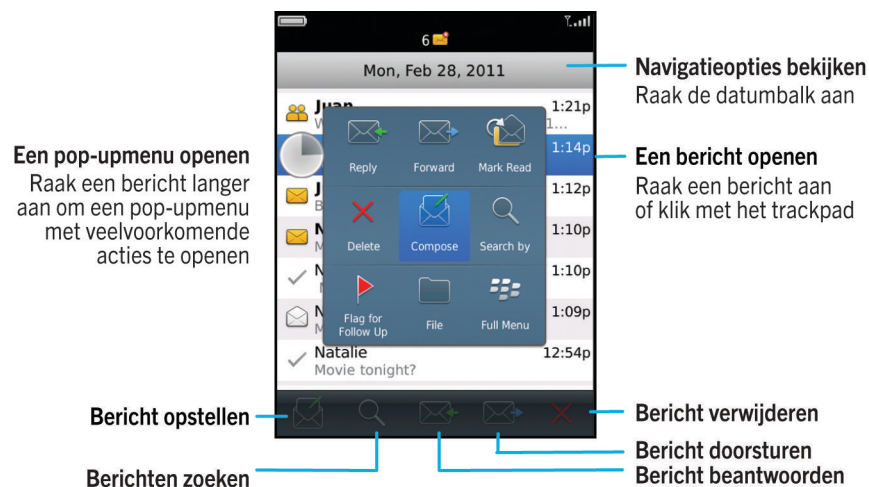 6
Mon, Feb 28, 2011
Juan
1:21p
1...
1:14p
1:12p
1:10p
1:10p
1:09p
Natalie
12:54p
Movie tonight?
Reply
Forward
Mark Read
Delete
Compose
Search by
Flag for
Follow Up
File
Full Menu
Een pop-upmenu openen
Raak een bericht langer
aan om een pop-upmenu
met veelvoorkomende
acties te openen
Navigatieopties bekijken
Raak de datumbalk aan
Een bericht openen
Raak een bericht aan
of klik met het trackpad
Bericht opstellen
Berichten zoeken
Bericht verwijderen
Bericht doorsturen
Bericht beantwoorden